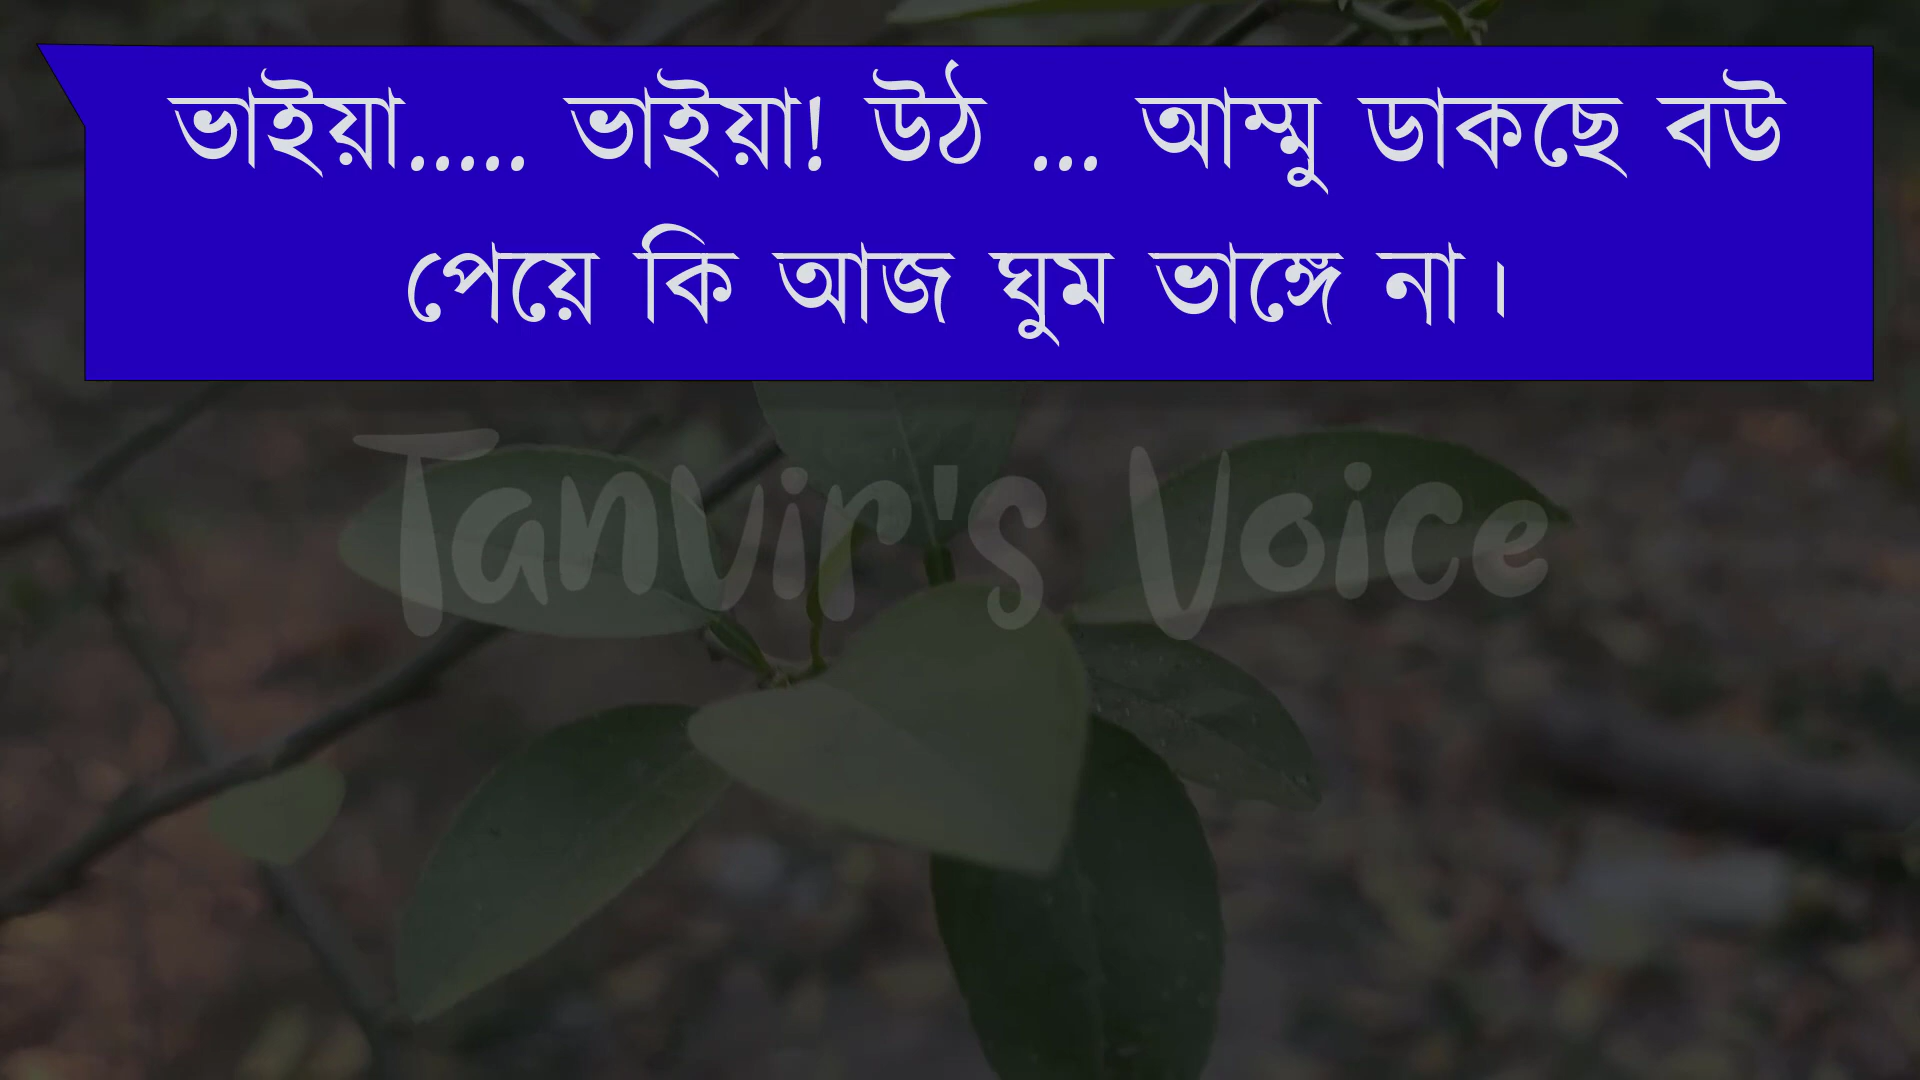 ভাইয়া..... ভাইয়া! উঠ ... আম্মু ডাকছে বউ
পেয়ে কি আজ ঘুম ভাঙ্গে না।
Tanvir's Voice